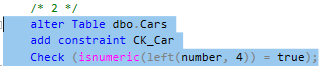 /* 2 */
alter Table dbo.Cars
add constraint CK_Car
Check (isnumeric(left(number, 4)) = true);